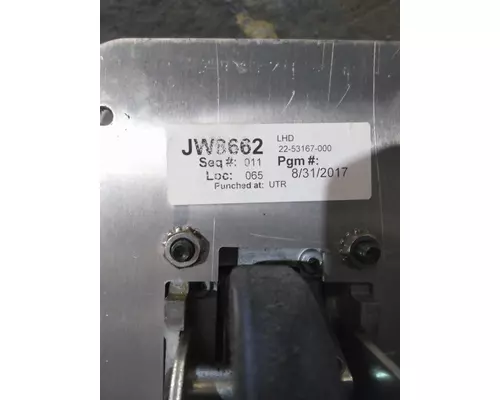 JW8662 LHD
22-53167-000
Seq #: 011 Pgm #:
Loc: 065 8/31/2017
Punched at: UTR